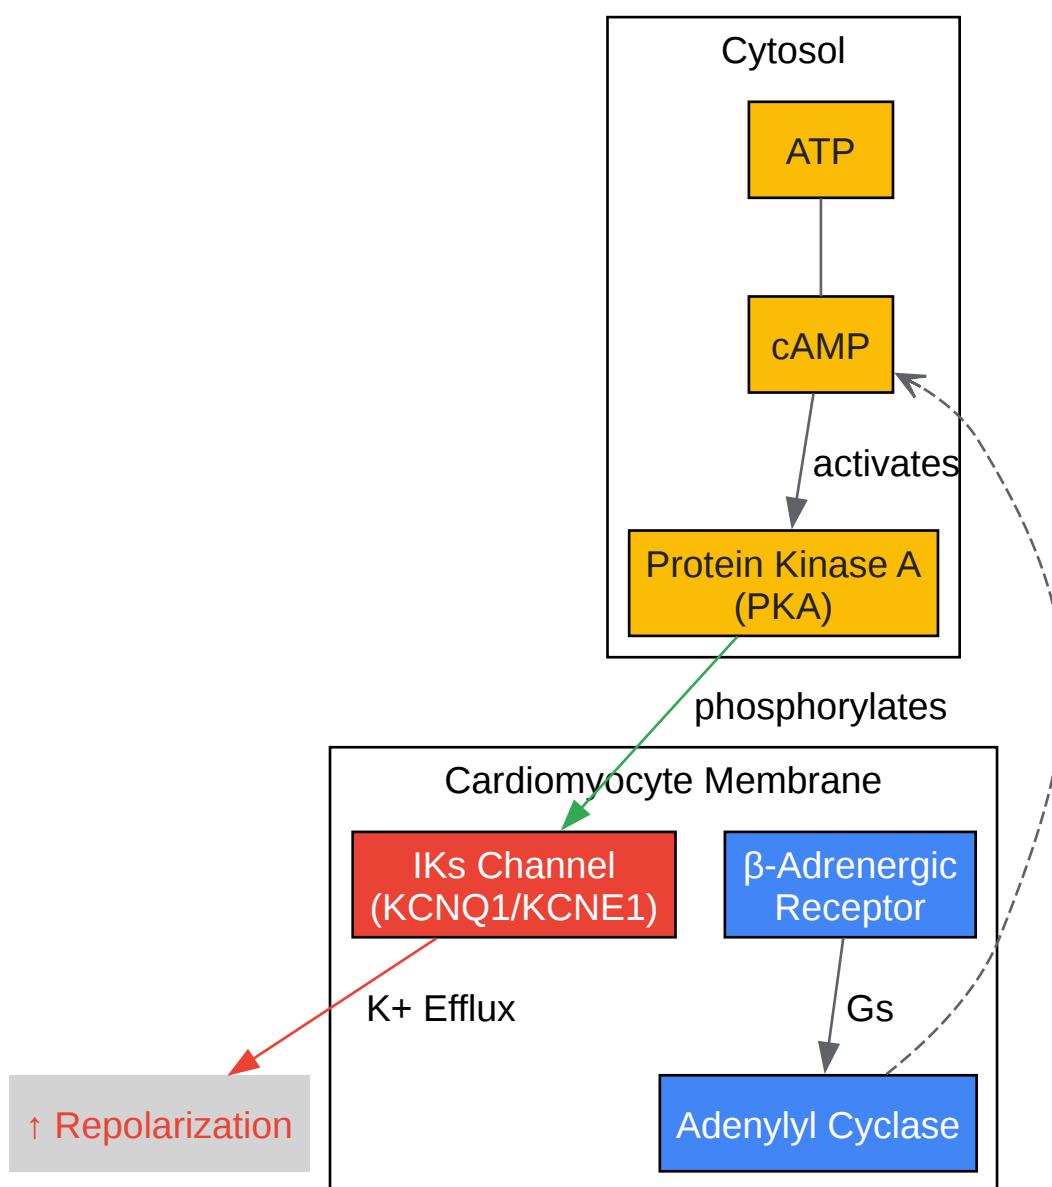 Cytosol
ATP
cAMP
activates
Protein Kinase A
(PKA)
phosphorylates
Cardiomyocyte Membrane
IKs Channel
(KCNQ1/KCNE1)
β-Adrenergic
Receptor
K+ Efflux
Gs
↑ Repolarization
Adenylyl Cyclase